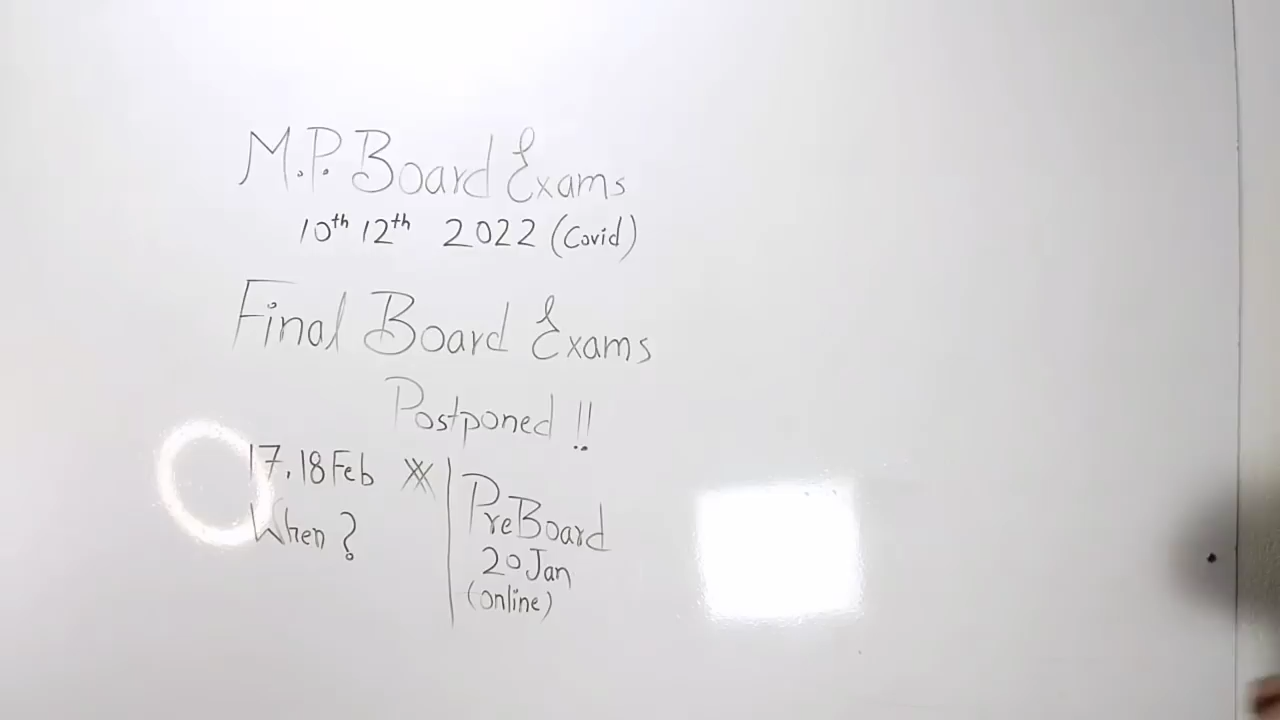 M.P. Board Exams
10th 12th 2022 (Covid)
Final Board Exams
Postponed !!
17, 18 Feb
When ?
PreBoard
20 Jan
(online)